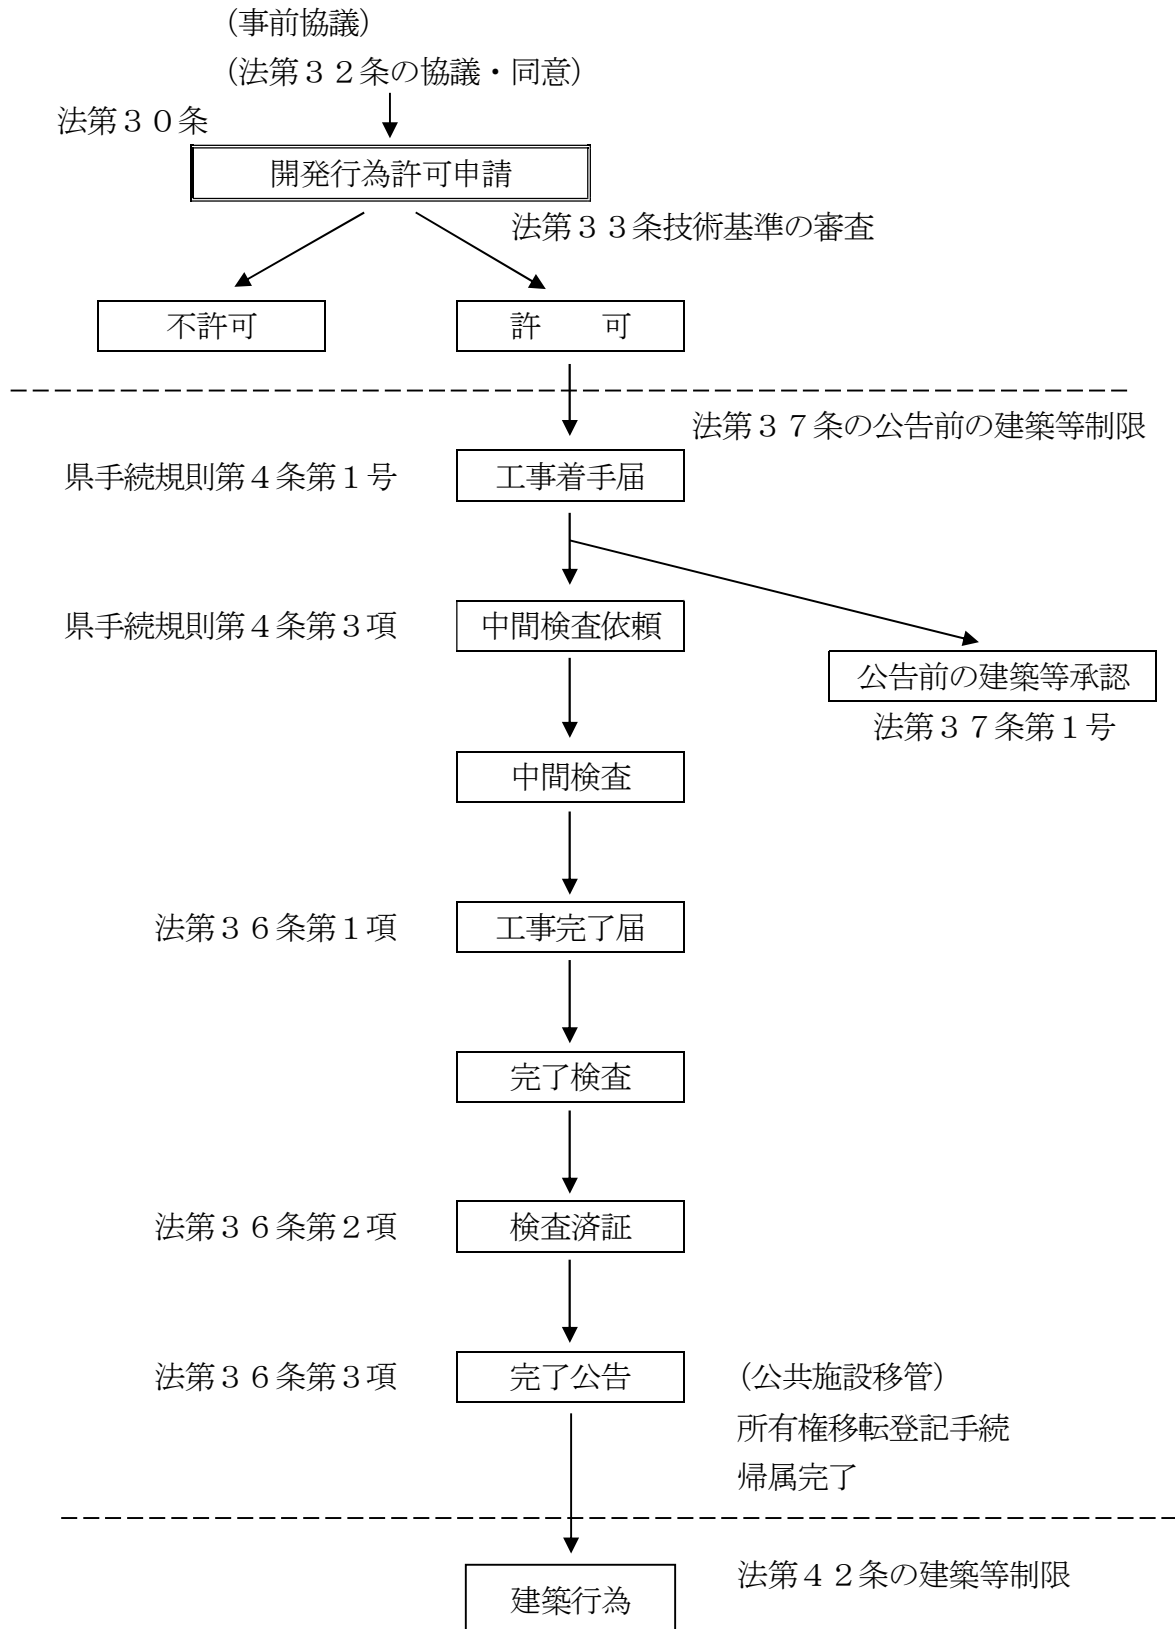 （事前協議）
（法第３２条の協議・同意）
法第３０条
開発行為許可申請
法第３３条技術基準の審査
不許可
許　　可
法第３７条の公告前の建築等制限
県手続規則第４条第１号
工事着手届
県手続規則第４条第３項
中間検査依頼
公告前の建築等承認
法第３７条第１号
中間検査
法第３６条第１項
工事完了届
完了検査
法第３６条第２項
検査済証
法第３６条第３項
完了公告
（公共施設移管）
所有権移転登記手続
帰属完了
法第４２条の建築等制限
建築行為